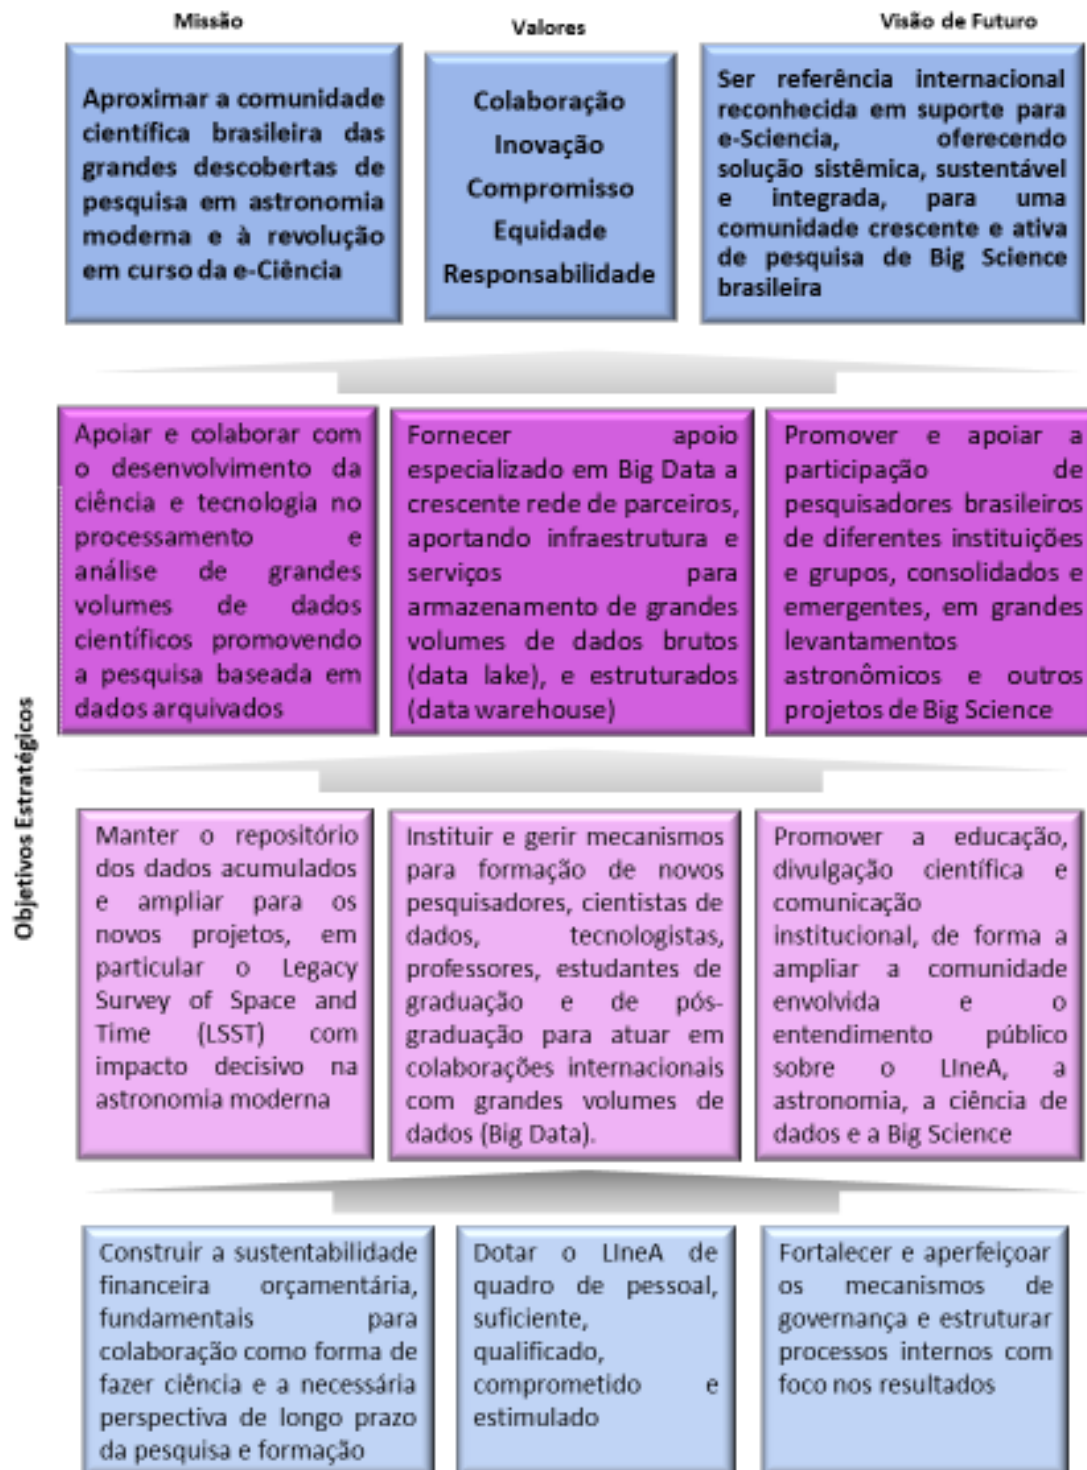 Missão
Valores
Visão de Futuro
Aproximar a comunidade
científica brasileira das
grandes descobertas de
pesquisa em astronomia
moderna e à revolução
em curso da e-Ciência
Colaboração
Inovação
Compromisso
Equidade
Responsabilidade
Ser referência internacional
reconhecida em suporte para
e-Sciencia, oferecendo
solução sistêmica, sustentável
e integrada, para uma
comunidade crescente e ativa
de pesquisa de Big Science
brasileira
Objetivos Estratégicos
Apoiar e colaborar com
o desenvolvimento da
ciência e tecnologia no
processamento e
análise de grandes
volumes de dados
científicos promovendo
a pesquisa baseada em
dados arquivados
Fornecer apoio
especializado em Big Data a
crescente rede de parceiros,
aportando infraestrutura e
serviços para
armazenamento de grandes
volumes de dados brutos
(data lake), e estruturados
(data warehouse)
Promover e apoiar a
participação de
pesquisadores brasileiros
de diferentes instituições
e grupos, consolidados e
emergentes, em grandes
levantamentos
astronômicos e outros
projetos de Big Science
Manter o repositório
dos dados acumulados
e ampliar para os
novos projetos, em
particular o Legacy
Survey of Space and
Time (LSST) com
impacto decisivo na
astronomia moderna
Instituir e gerir mecanismos
para formação de novos
pesquisadores, cientistas de
dados, tecnologistas,
professores, estudantes de
graduação e de pós-
graduação para atuar em
colaborações internacionais
com grandes volumes de
dados (Big Data).
Promover a educação,
divulgação científica e
comunicação
institucional, de forma a
ampliar a comunidade
envolvida e o
entendimento público
sobre o LIneA, a
astronomia, a ciência de
dados e a Big Science
Construir a sustentabilidade
financeira orçamentária,
fundamentais para
colaboração como forma de
fazer ciência e a necessária
perspectiva de longo prazo
da pesquisa e formação
Dotar o LIneA de
quadro de pessoal,
suficiente,
qualificado,
comprometido e
estimulado
Fortalecer e aperfeiçoar
os mecanismos de
governança e estruturar
processos internos com
foco nos resultados